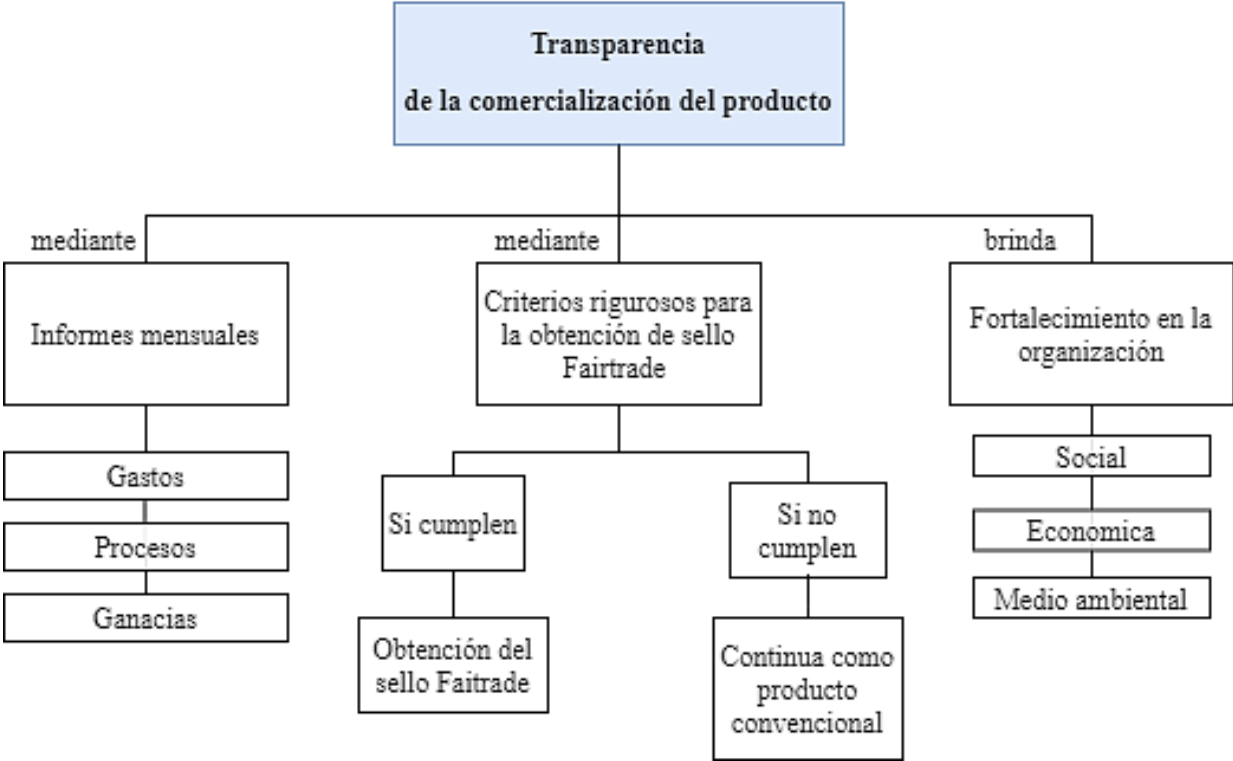 Transparencia
de la comercialización del producto
mediante
mediante
brinda
Informes mensuales
Criterios rigurosos para
la obtención de sello
Fairtrade
Fortalecimiento en la
organización
Gastos
Procesos
Ganacias
Si cumplen
Obtención del
sello Faitrade
Si no
cumplen
Continua como
producto
convencional
Social
Economica
Medio ambiental